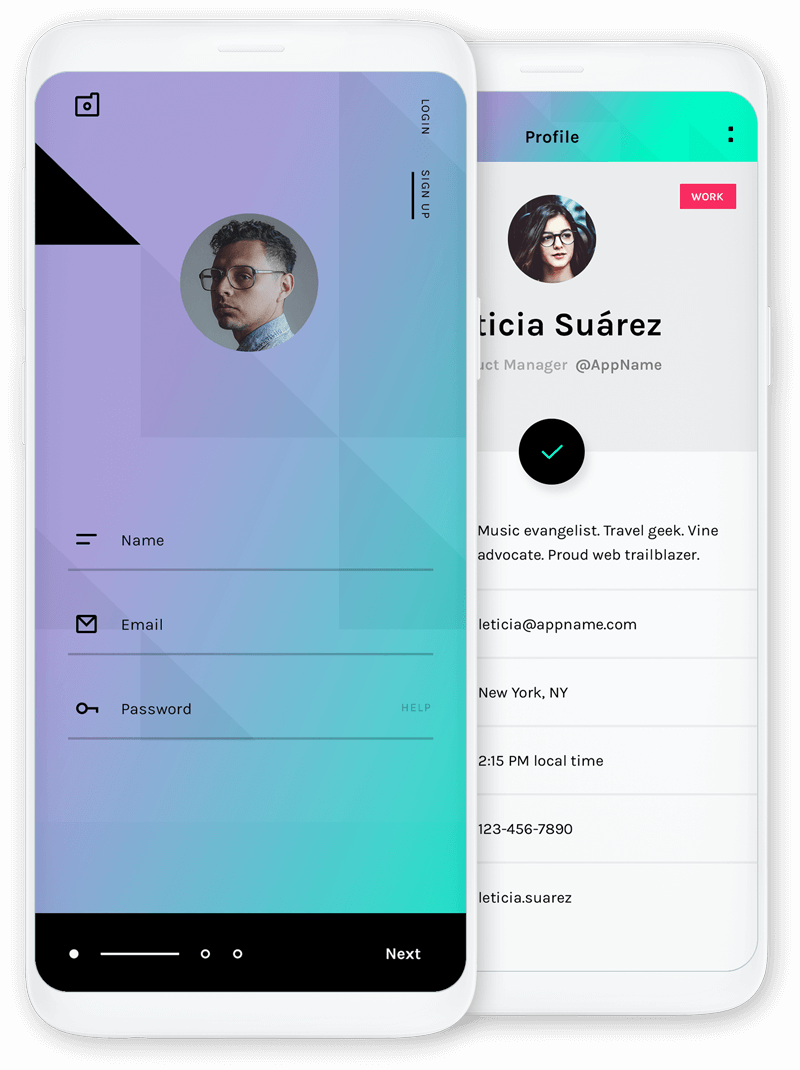 LOGIN
SIGN UP
Name
Email
Password HELP
Next
Profile
WORK
ticia Suárez
uct Manager @AppName
Music evangelist. Travel geek. Vine
advocate. Proud web trailblazer.
leticia@appname.com
New York, NY
2:15 PM local time
123-456-7890
leticia.suarez